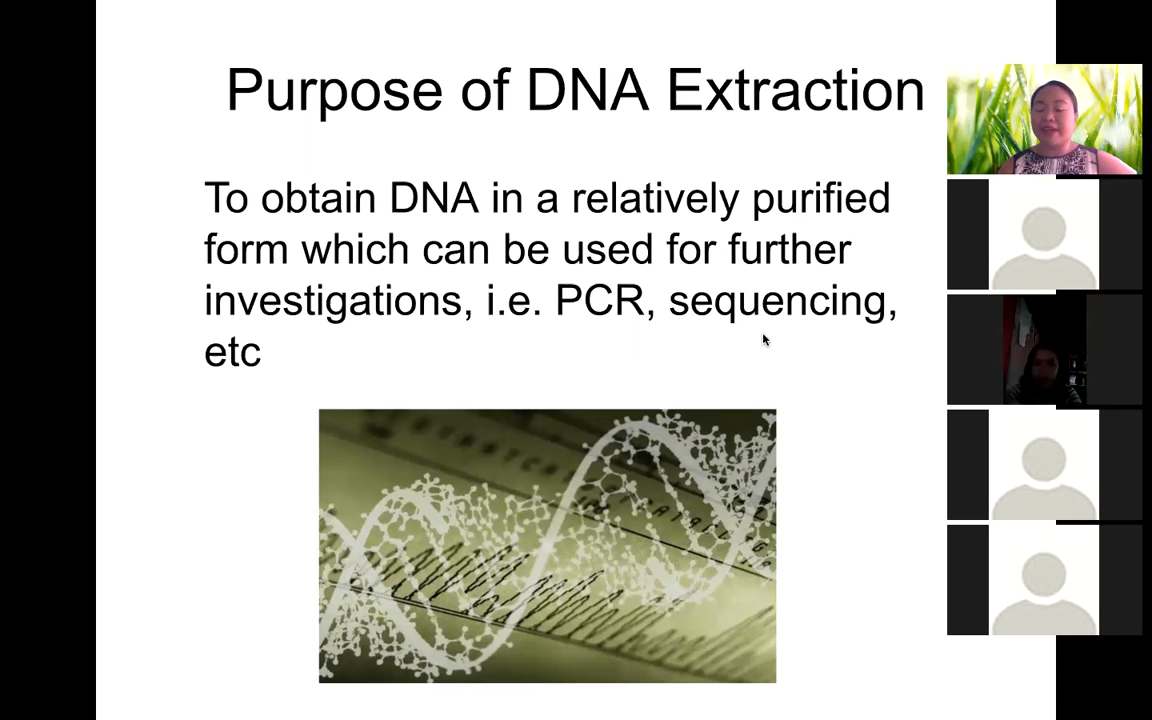 Purpose of DNA Extraction
To obtain DNA in a relatively purified
form which can be used for further
investigations, i.e. PCR, sequencing,
etc